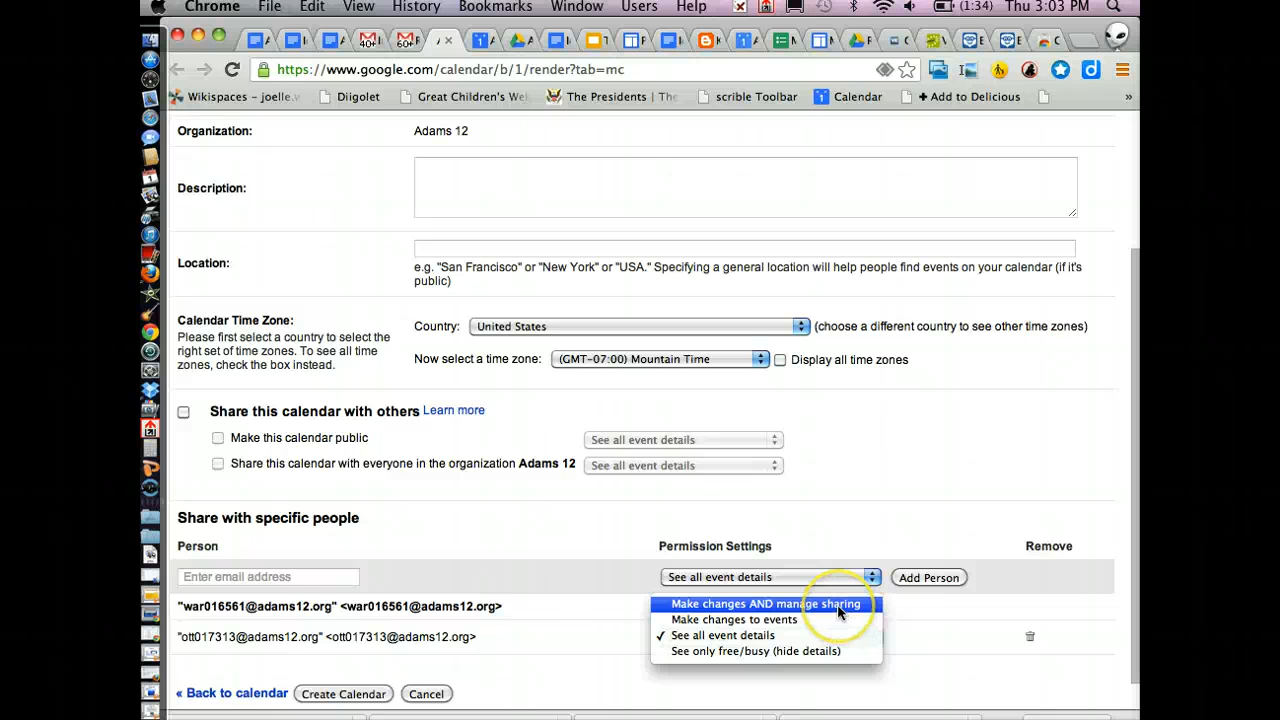 Chrome File Edit View History Bookmarks Window Users Help (1:34) Thu 3:03 PM
https://www.google.com/calendar/b/1/render?tab=mc
Wikispaces — joelle.w Diigolet Great Children's We The Presidents | The scrible Toolbar 1 Calendar + Add to Delicious »
Organization: Adams 12
Description:
Location:
e.g. "San Francisco" or "New York" or "USA." Specifying a general location will help people find events on your calendar (if it's
public)
Calendar Time Zone:
Please first select a country to select the
right set of time zones. To see all time
zones, check the box instead.
Country: United States (choose a different country to see other time zones)
Now select a time zone: (GMT-07:00) Mountain Time Display all time zones
Share this calendar with others Learn more
Make this calendar public See all event details
Share this calendar with everyone in the organization Adams 12 See all event details
Share with specific people
Person Permission Settings Remove
Enter email address See all event details Add Person
"war016561@adams12.org" <war016561@adams12.org>
Make changes AND manage sharing
Make changes to events
"ott017313@adams12.org" <ott017313@adams12.org>
✓ See all event details
See only free/busy (hide details)
« Back to calendar Create Calendar Cancel